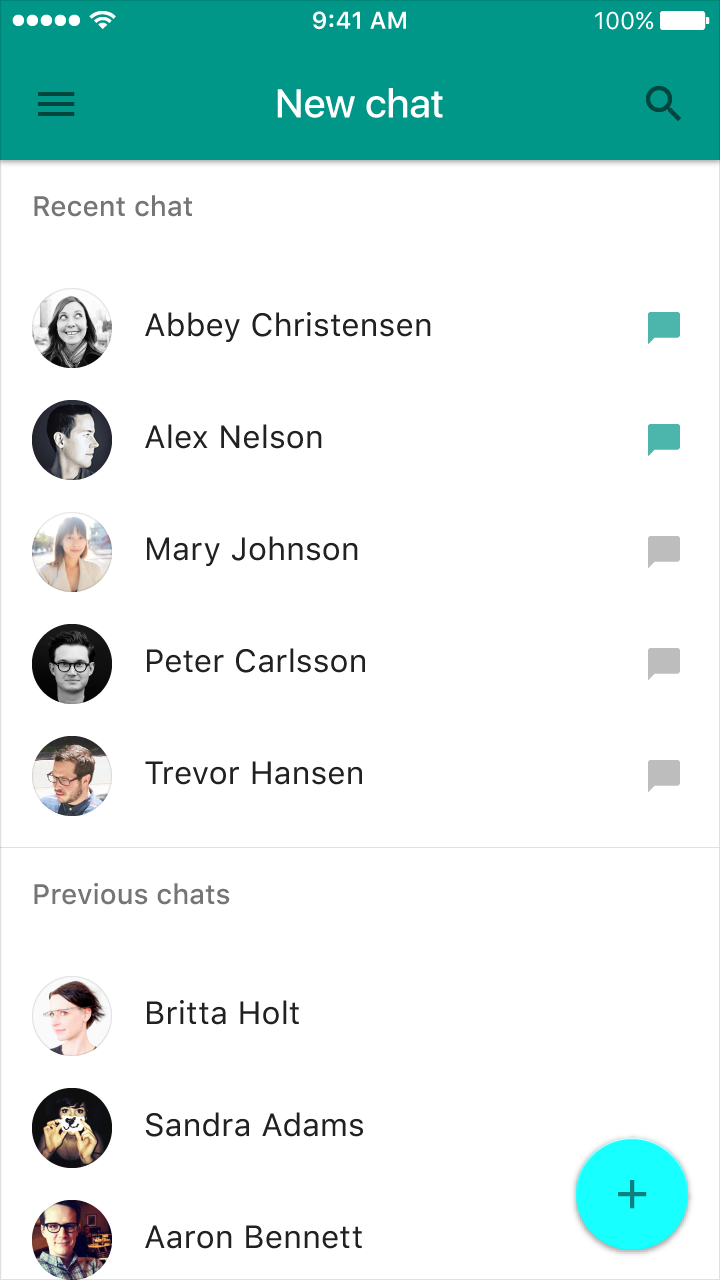 9:41 AM
100%
New chat
Recent chat
Abbey Christensen
Alex Nelson
Mary Johnson
Peter Carlsson
Trevor Hansen
Previous chats
Britta Holt
Sandra Adams
Aaron Bennett